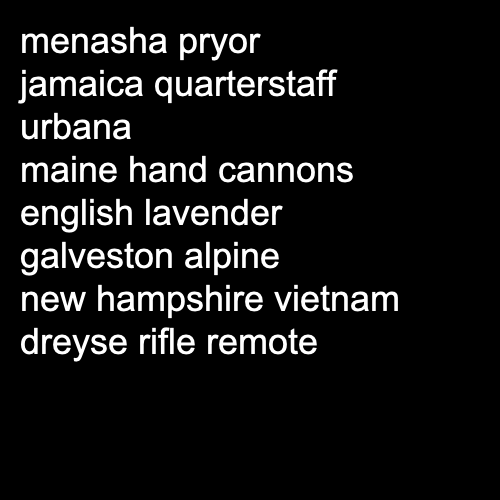 menasha pryor
jamaica quarterstaff
urbana
maine hand cannons
english lavender
galveston alpine
new hampshire vietnam
dreyse rifle remote